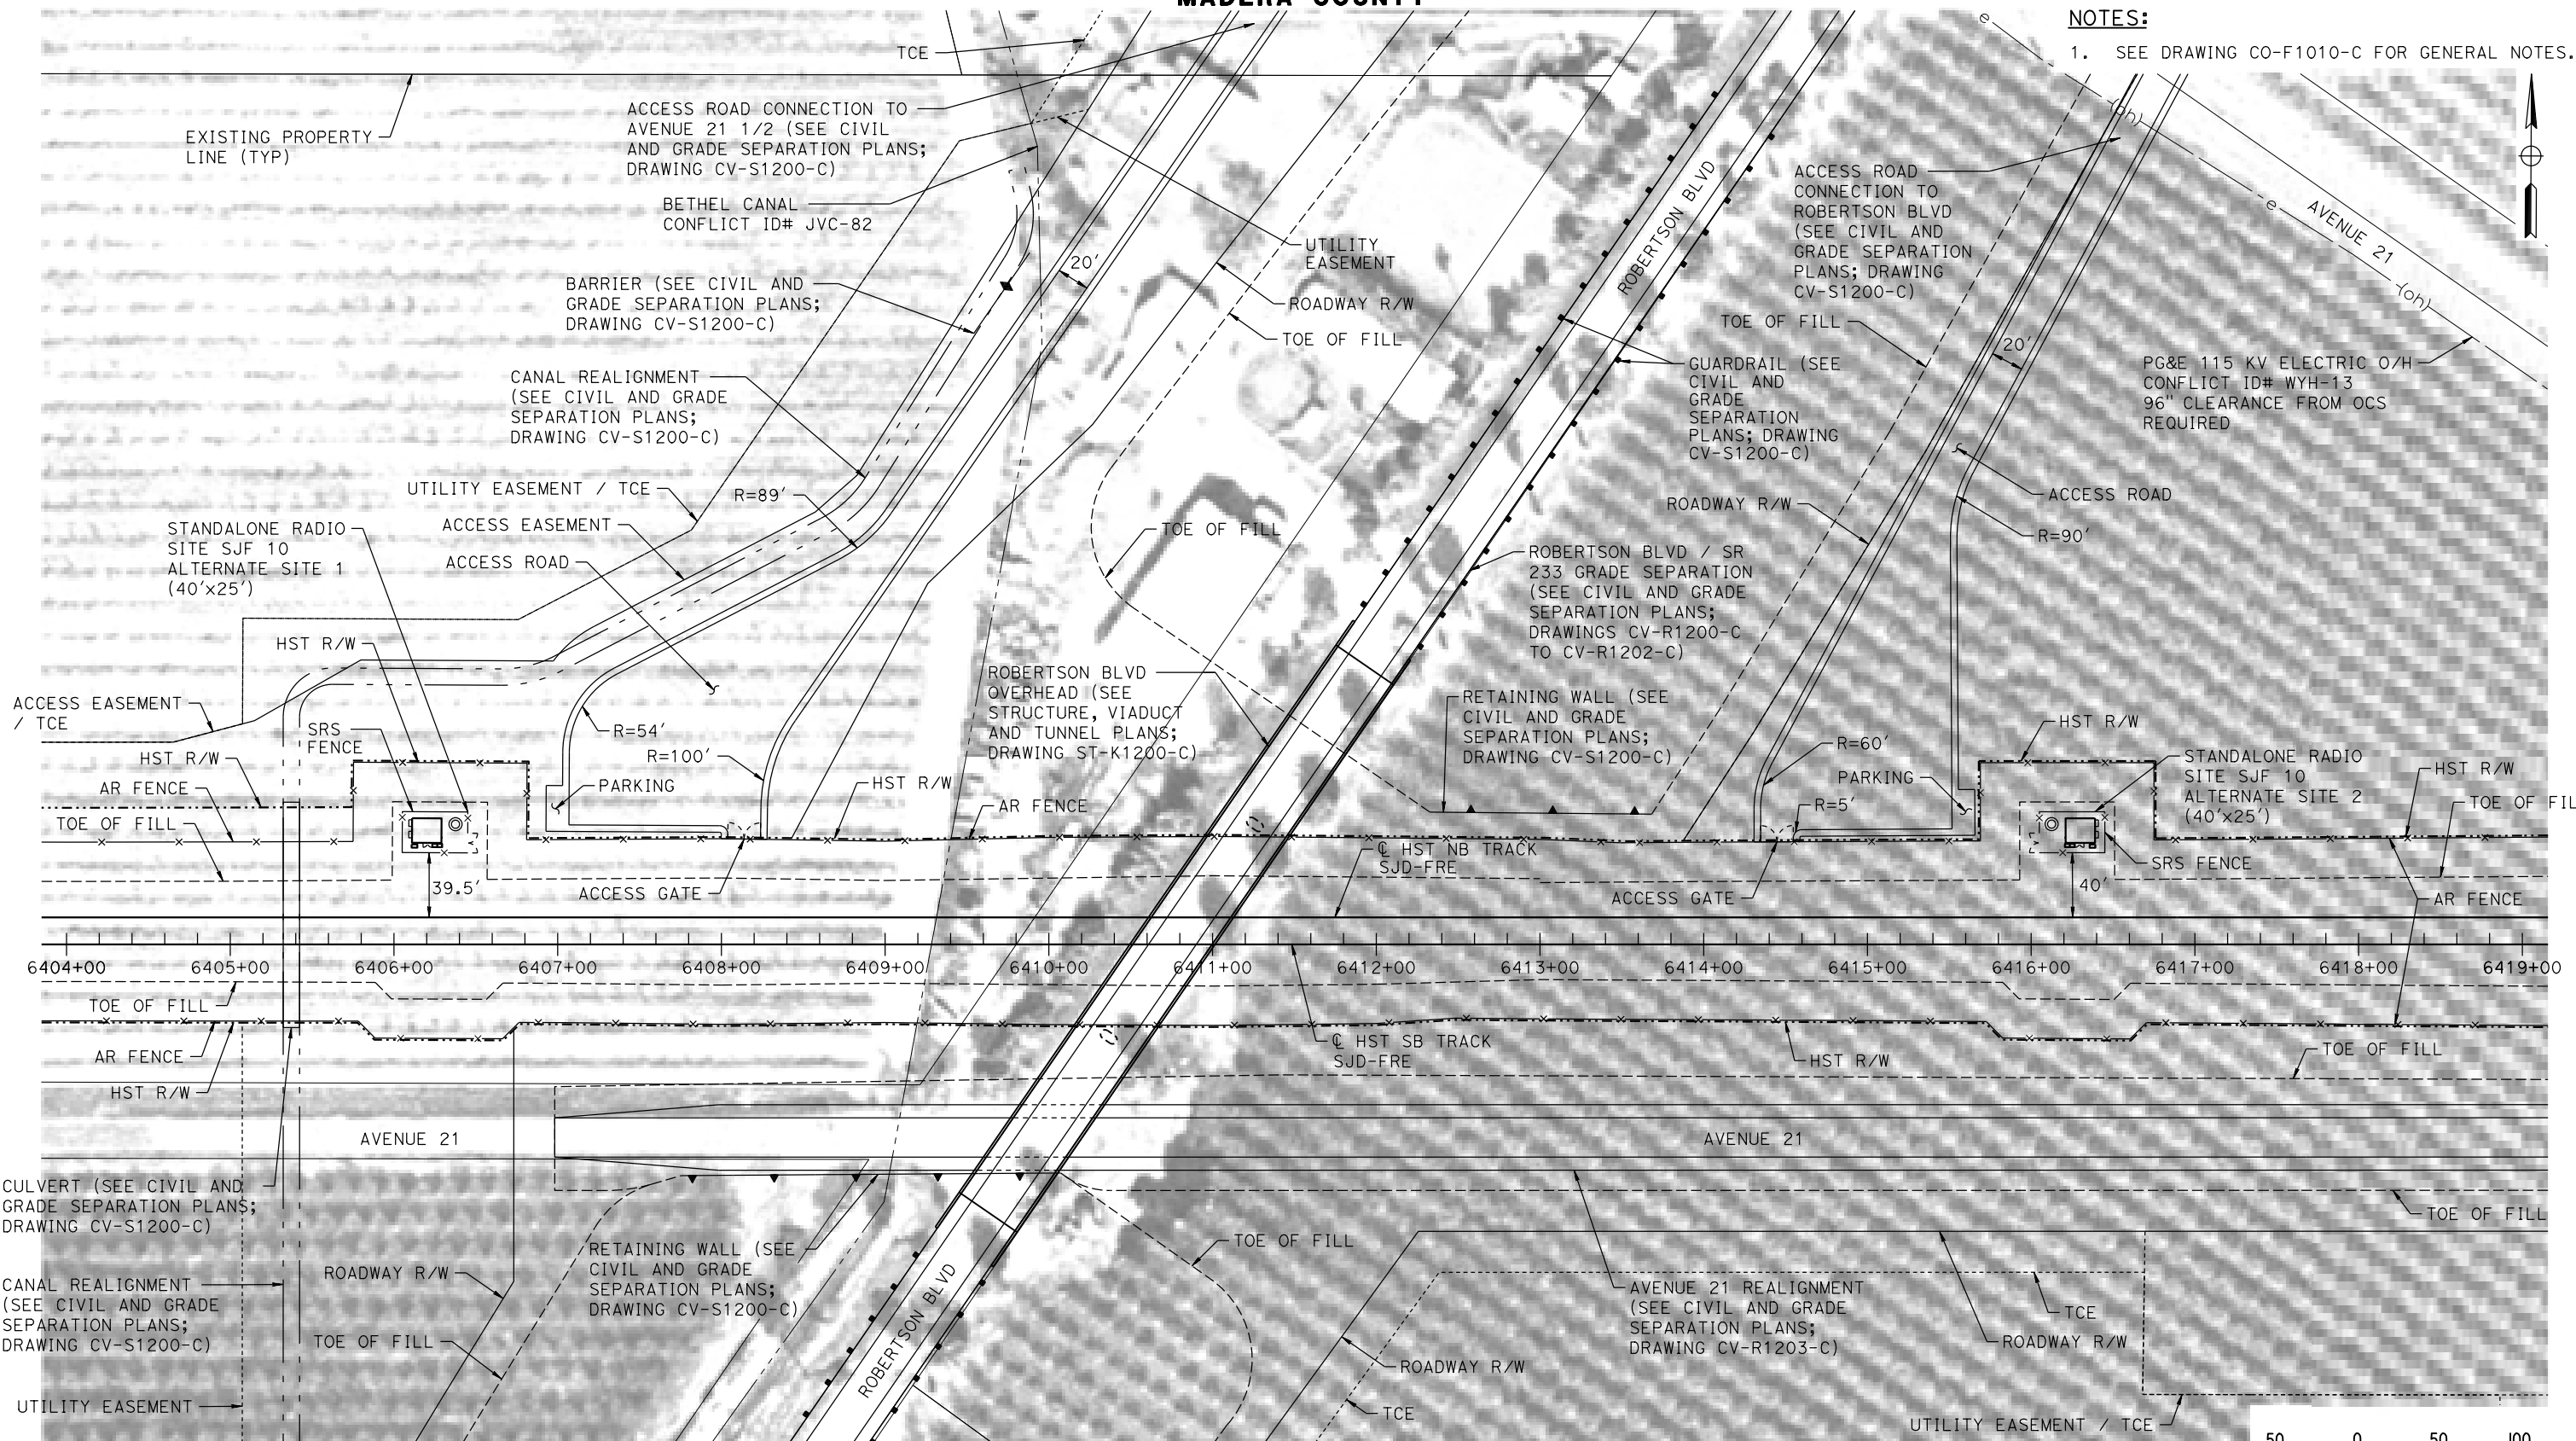 MADERA COUNTY
NOTES:
1. SEE DRAWING CO-F1010-C FOR GENERAL NOTES.
TCE
EXISTING PROPERTY
LINE (TYP)
ACCESS ROAD CONNECTION TO
AVENUE 21 1/2 (SEE CIVIL
AND GRADE SEPARATION PLANS;
DRAWING CV-S1200-C)
BETHEL CANAL
CONFLICT ID# JVC-82
BARRIER (SEE CIVIL AND
GRADE SEPARATION PLANS;
DRAWING CV-S1200-C)
CANAL REALIGNMENT
(SEE CIVIL AND GRADE
SEPARATION PLANS;
DRAWING CV-S1200-C)
20'
UTILITY
EASEMENT
ROADWAY R/W
TOE OF FILL
ROBERTSON BLVD
ACCESS ROAD
CONNECTION TO
ROBERTSON BLVD
(SEE CIVIL AND
GRADE SEPARATION
PLANS; DRAWING
CV-S1200-C)
TOE OF FILL
20'
GUARDRAIL (SEE
CIVIL AND
GRADE
SEPARATION
PLANS; DRAWING
CV-S1200-C)
e
(oh)
e
AVENUE 21
(oh)
PG&E 115 KV ELECTRIC O/H
CONFLICT ID# WYH-13
96" CLEARANCE FROM OCS
REQUIRED
UTILITY EASEMENT / TCE
R=89'
ACCESS EASEMENT
ACCESS ROAD
STANDALONE RADIO
SITE SJF 10
ALTERNATE SITE 1
(40'x25')
HST R/W
ROADWAY R/W
ACCESS ROAD
R=90'
TOE OF FILL
ROBERTSON BLVD / SR
233 GRADE SEPARATION
(SEE CIVIL AND GRADE
SEPARATION PLANS;
DRAWINGS CV-R1200-C
TO CV-R1202-C)
ACCESS EASEMENT
/ TCE
SRS
FENCE
HST R/W
AR FENCE
TOE OF FILL
R=54'
R=100'
PARKING
HST R/W
AR FENCE
ROBERTSON BLVD
OVERHEAD (SEE
STRUCTURE, VIADUCT
AND TUNNEL PLANS;
DRAWING ST-K1200-C)
RETAINING WALL (SEE
CIVIL AND GRADE
SEPARATION PLANS;
DRAWING CV-S1200-C)
R=60'
PARKING
R=5'
HST R/W
STANDALONE RADIO
SITE SJF 10
ALTERNATE SITE 2
(40'x25')
HST R/W
TOE OF FIL
SRS FENCE
AR FENCE
39.5'
ACCESS GATE
℄ HST NB TRACK
SJD-FRE
ACCESS GATE
40'
6404+00 6405+00 6406+00 6407+00 6408+00 6409+00 6410+00 6411+00 6412+00 6413+00 6414+00 6415+00 6416+00 6417+00 6418+00 6419+00
TOE OF FILL
AR FENCE
HST R/W
℄ HST SB TRACK
SJD-FRE
HST R/W
TOE OF FILL
AVENUE 21
AVENUE 21
CULVERT (SEE CIVIL AND
GRADE SEPARATION PLANS;
DRAWING CV-S1200-C)
CANAL REALIGNMENT
(SEE CIVIL AND GRADE
SEPARATION PLANS;
DRAWING CV-S1200-C)
UTILITY EASEMENT
ROADWAY R/W
TOE OF FILL
RETAINING WALL (SEE
CIVIL AND GRADE
SEPARATION PLANS;
DRAWING CV-S1200-C)
ROBERTSON BLVD
TOE OF FILL
ROADWAY R/W
TCE
AVENUE 21 REALIGNMENT
(SEE CIVIL AND GRADE
SEPARATION PLANS;
DRAWING CV-R1203-C)
TOE OF FILL
TCE
ROADWAY R/W
UTILITY EASEMENT / TCE
50 0 50 100